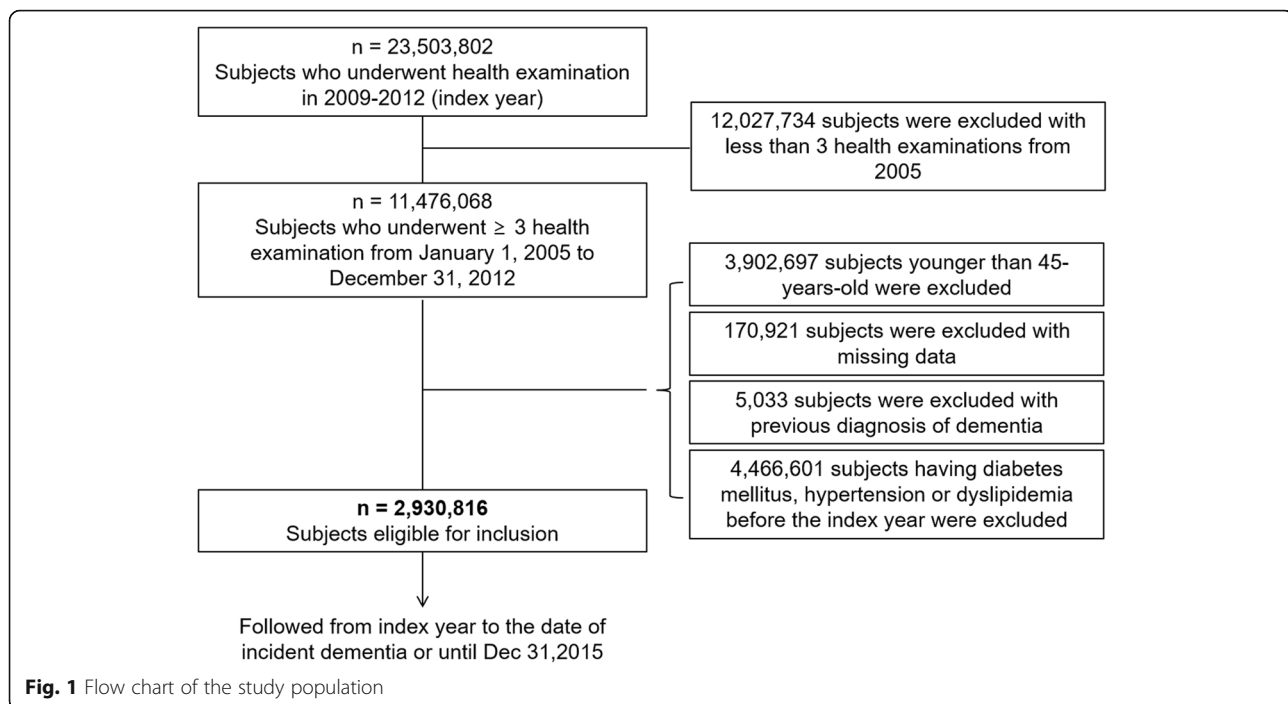 n = 23,503,802
Subjects who underwent health examination
in 2009-2012 (index year)
12,027,734 subjects were excluded with
less than 3 health examinations from
2005
n = 11,476,068
Subjects who underwent ≥ 3 health
examination from January 1, 2005 to
December 31, 2012
3,902,697 subjects younger than 45-
years-old were excluded
170,921 subjects were excluded with
missing data
5,033 subjects were excluded with
previous diagnosis of dementia
4,466,601 subjects having diabetes
mellitus, hypertension or dyslipidemia
before the index year were excluded
n = 2,930,816
Subjects eligible for inclusion
Followed from index year to the date of
incident dementia or until Dec 31,2015
Fig. 1 Flow chart of the study population